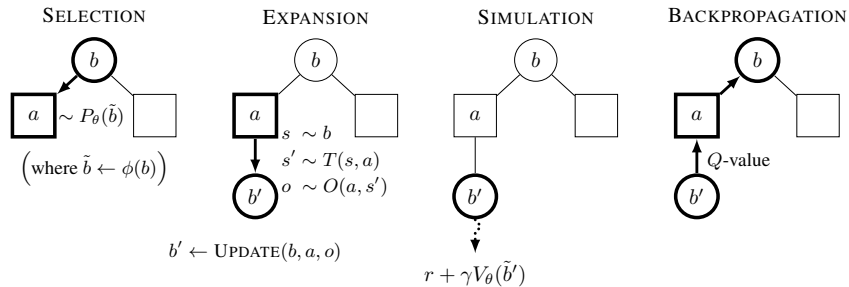 SELECTION EXPANSION SIMULATION BACKPROPAGATION
b b b b
a ∼ P_θ(b̃) a a a
s ∼ b
(where b̃ ← ϕ(b)) s′ ∼ T(s, a) Q-value
b′ o ∼ O(a, s′) b′ b′
b′ ← UPDATE(b, a, o)
r + γV_θ(b̃′)